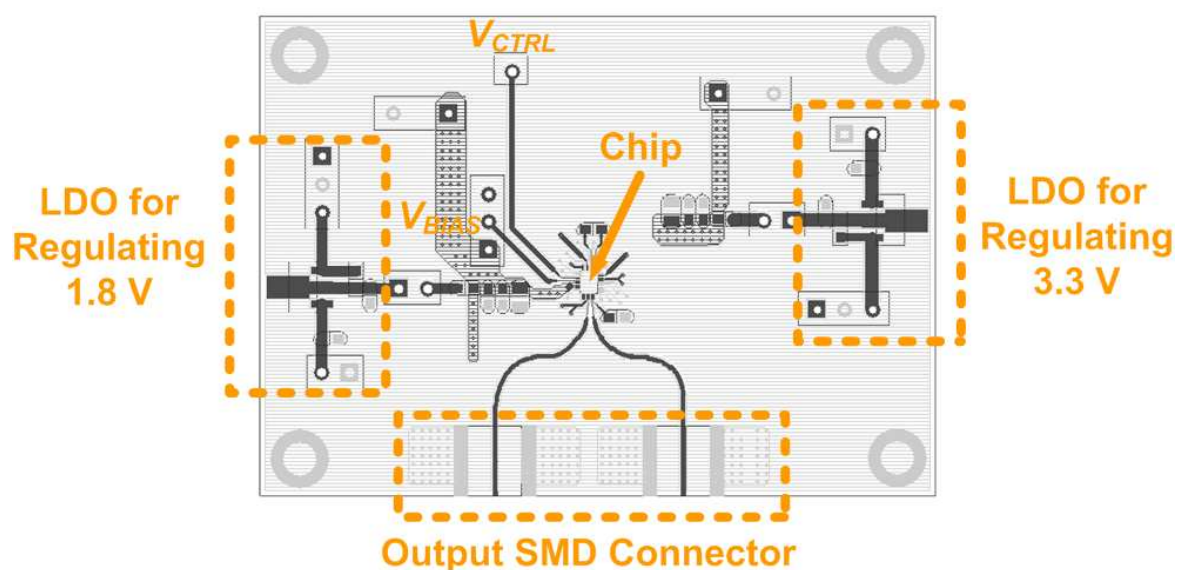 V_CTRL
Chip
V_BIAS
LDO for
Regulating
1.8 V
LDO for
Regulating
3.3 V
Output SMD Connector